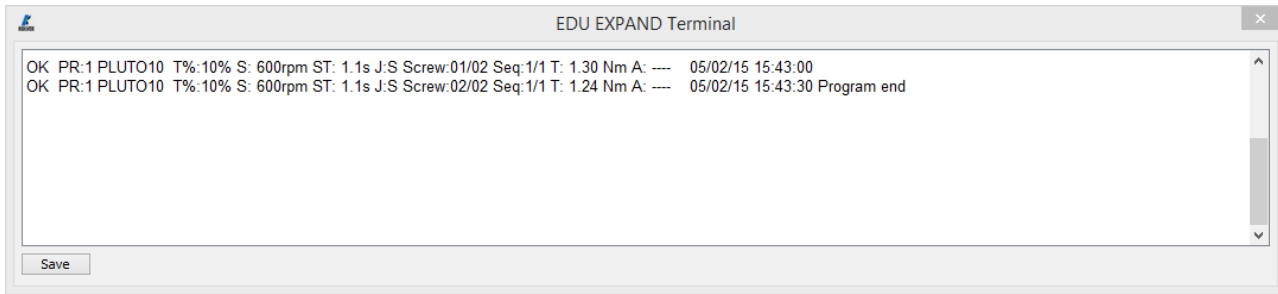 EDU EXPAND Terminal
OK PR:1 PLUTO10 T%:10% S: 600rpm ST: 1.1s J:S Screw:01/02 Seq:1/1 T: 1.30 Nm A: ---- 05/02/15 15:43:00
OK PR:1 PLUTO10 T%:10% S: 600rpm ST: 1.1s J:S Screw:02/02 Seq:1/1 T: 1.24 Nm A: ---- 05/02/15 15:43:30 Program end
Save